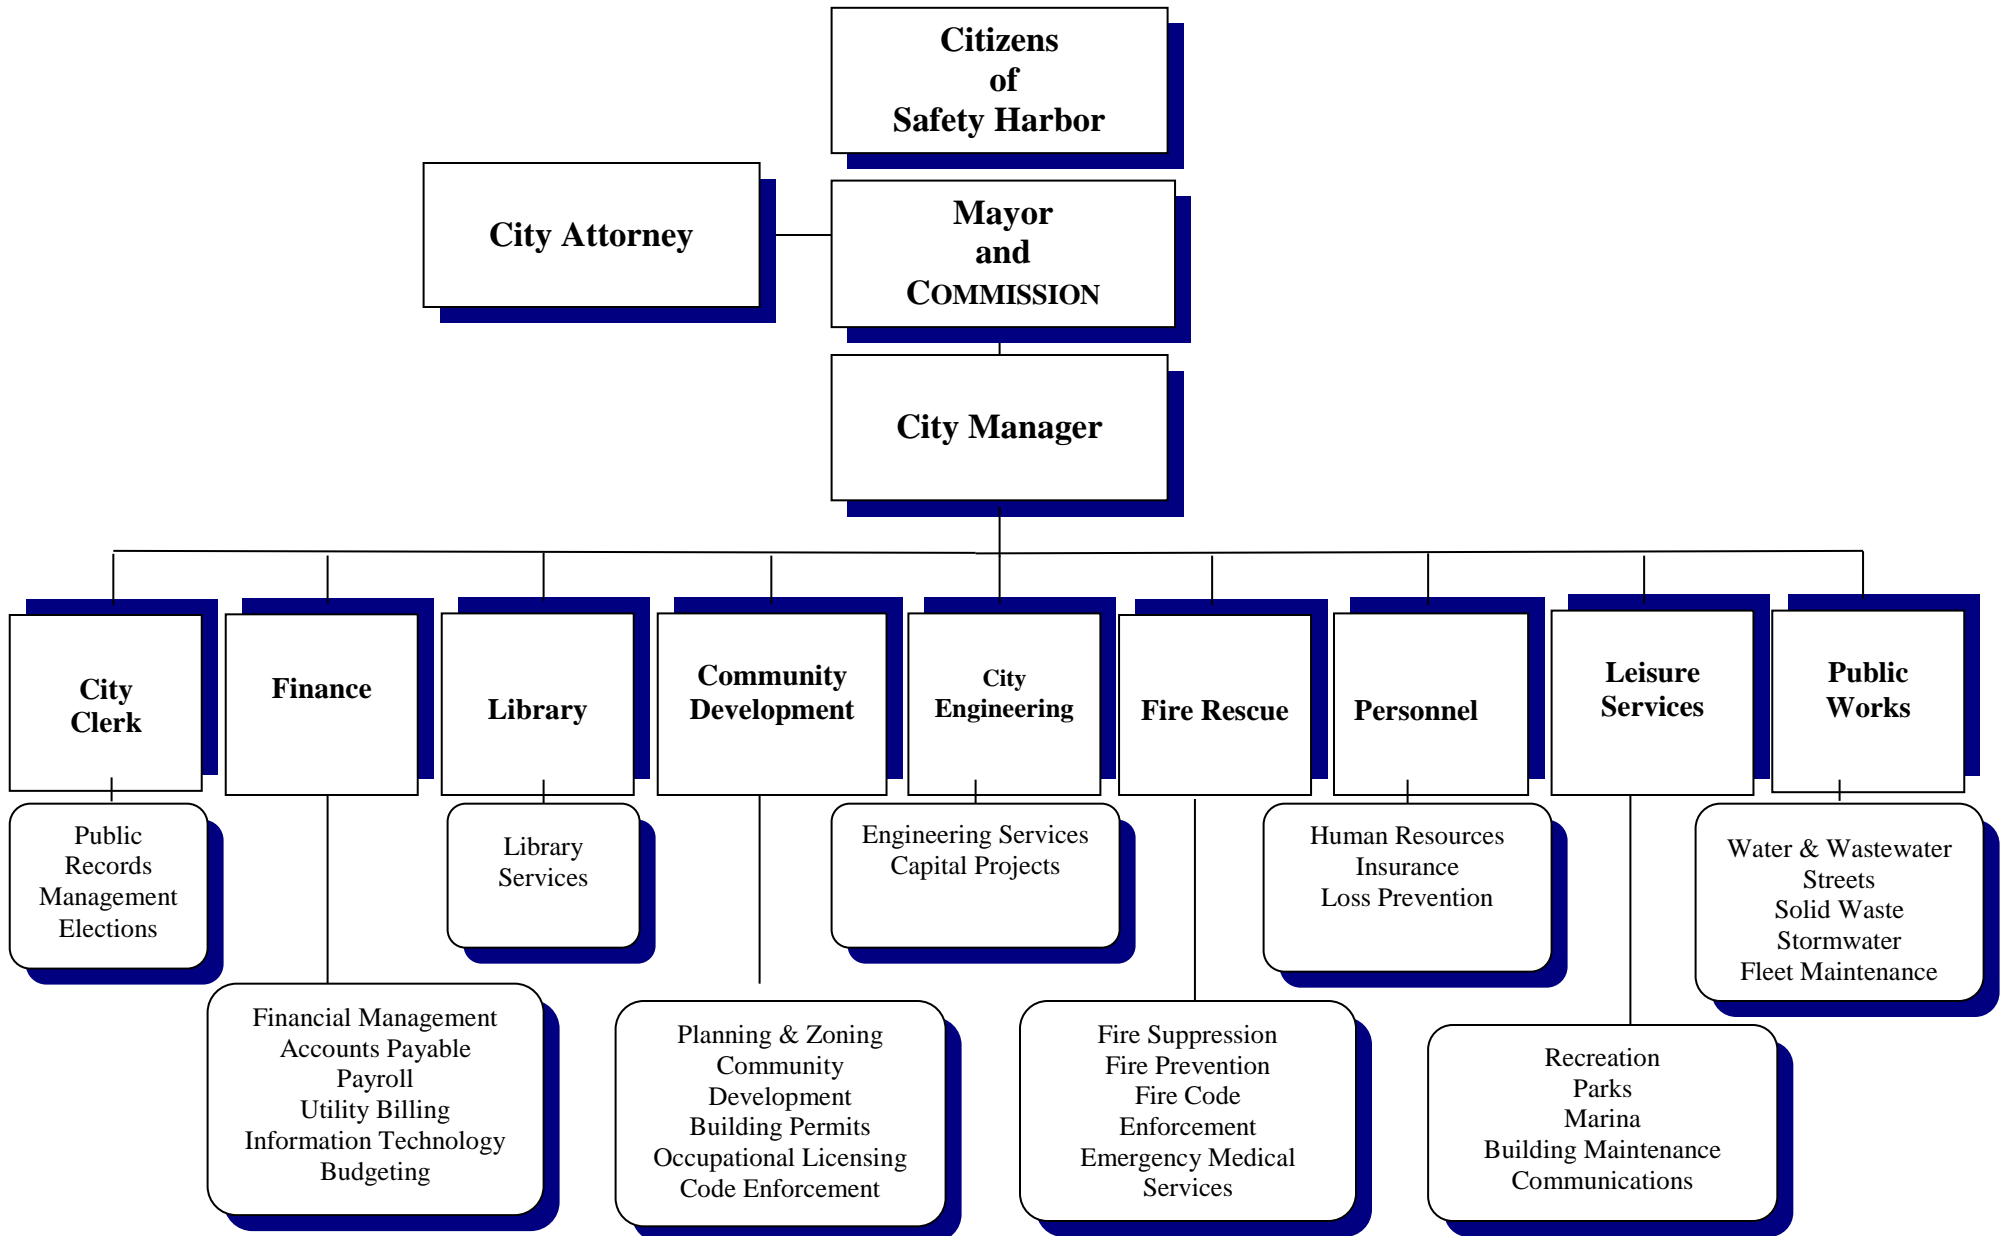 Citizens
of
Safety Harbor
City Attorney
Mayor
and
COMMISSION
City Manager
City
Clerk
Finance
Library
Community
Development
City
Engineering
Fire Rescue
Personnel
Leisure
Services
Public
Works
Public
Records
Management
Elections
Library
Services
Engineering Services
Capital Projects
Human Resources
Insurance
Loss Prevention
Water & Wastewater
Streets
Solid Waste
Stormwater
Fleet Maintenance
Financial Management
Accounts Payable
Payroll
Utility Billing
Information Technology
Budgeting
Planning & Zoning
Community
Development
Building Permits
Occupational Licensing
Code Enforcement
Fire Suppression
Fire Prevention
Fire Code
Enforcement
Emergency Medical
Services
Recreation
Parks
Marina
Building Maintenance
Communications